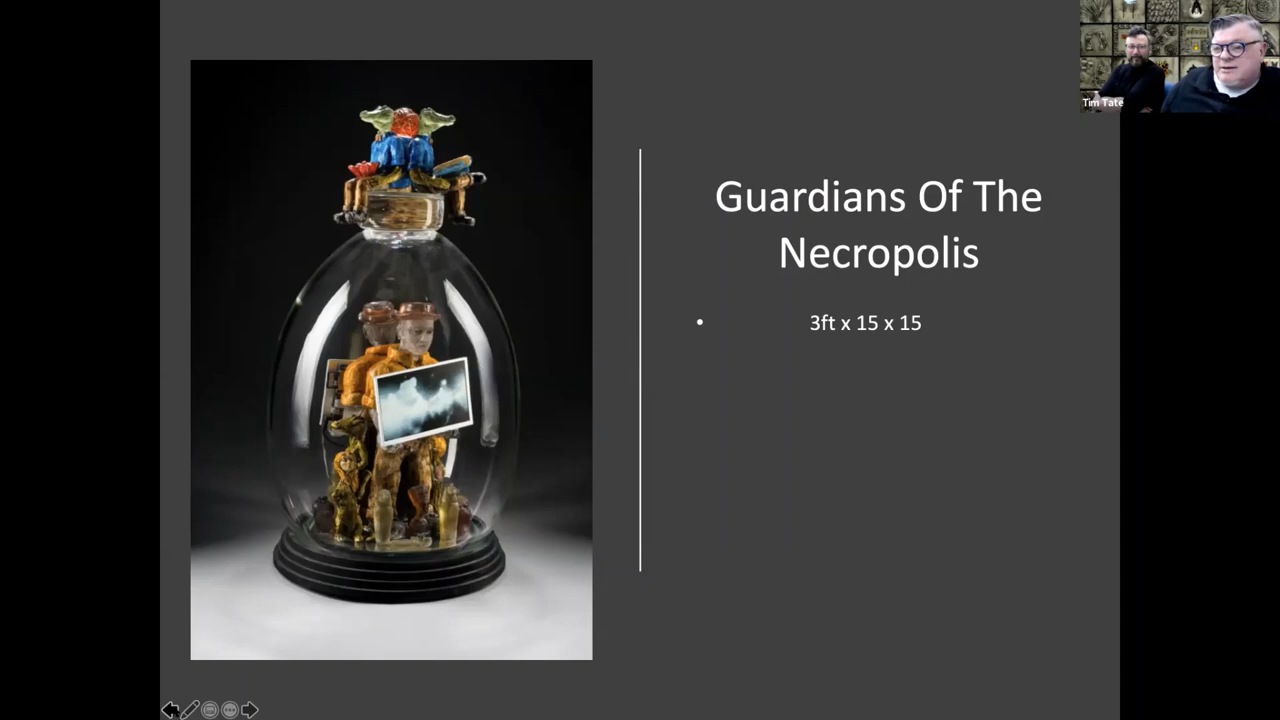 Guardians Of The
Necropolis
• 3ft x 15 x 15
Tim Tate